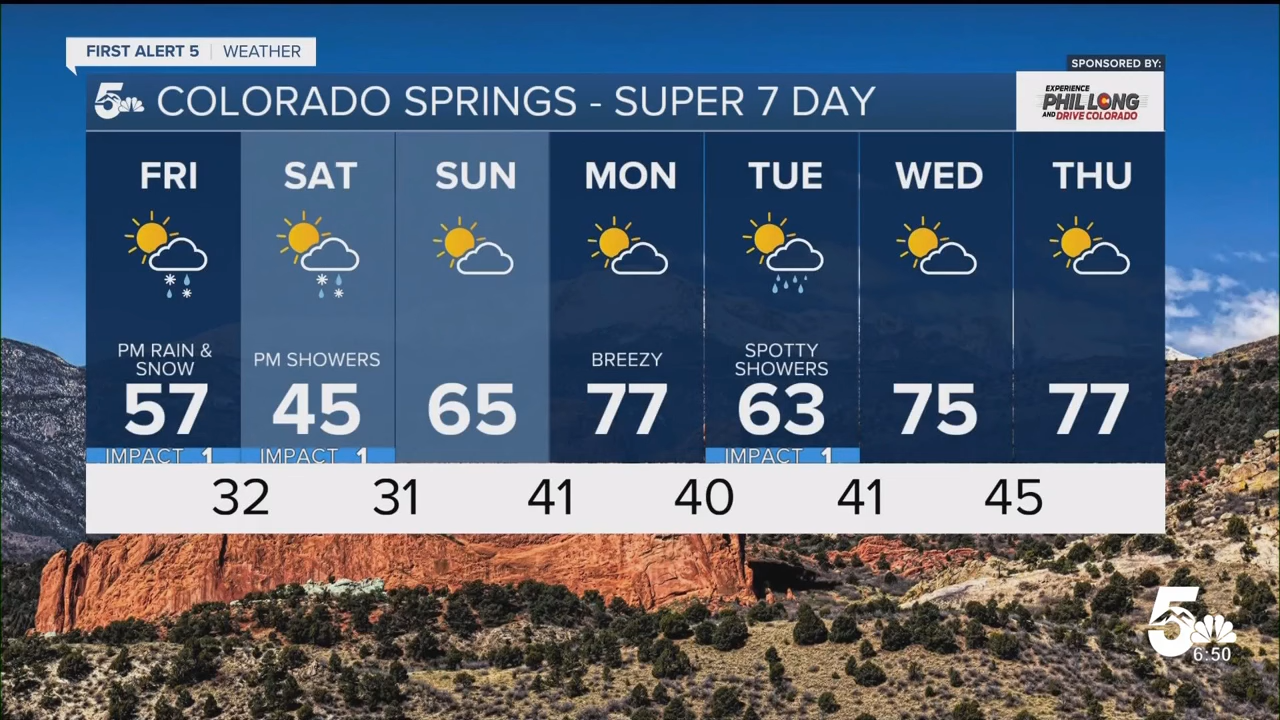 FIRST ALERT 5 | WEATHER
SPONSORED BY:
5 COLORADO SPRINGS - SUPER 7 DAY
EXPERIENCE
PHIL LONG
AND DRIVE COLORADO
FRI SAT SUN MON TUE WED THU
PM RAIN &
SNOW
PM SHOWERS
BREEZY
SPOTTY
SHOWERS
57 45 65 77 63 75 77
IMPACT 1 IMPACT 1 IMPACT 1
32 31 41 40 41 45
5
6:50